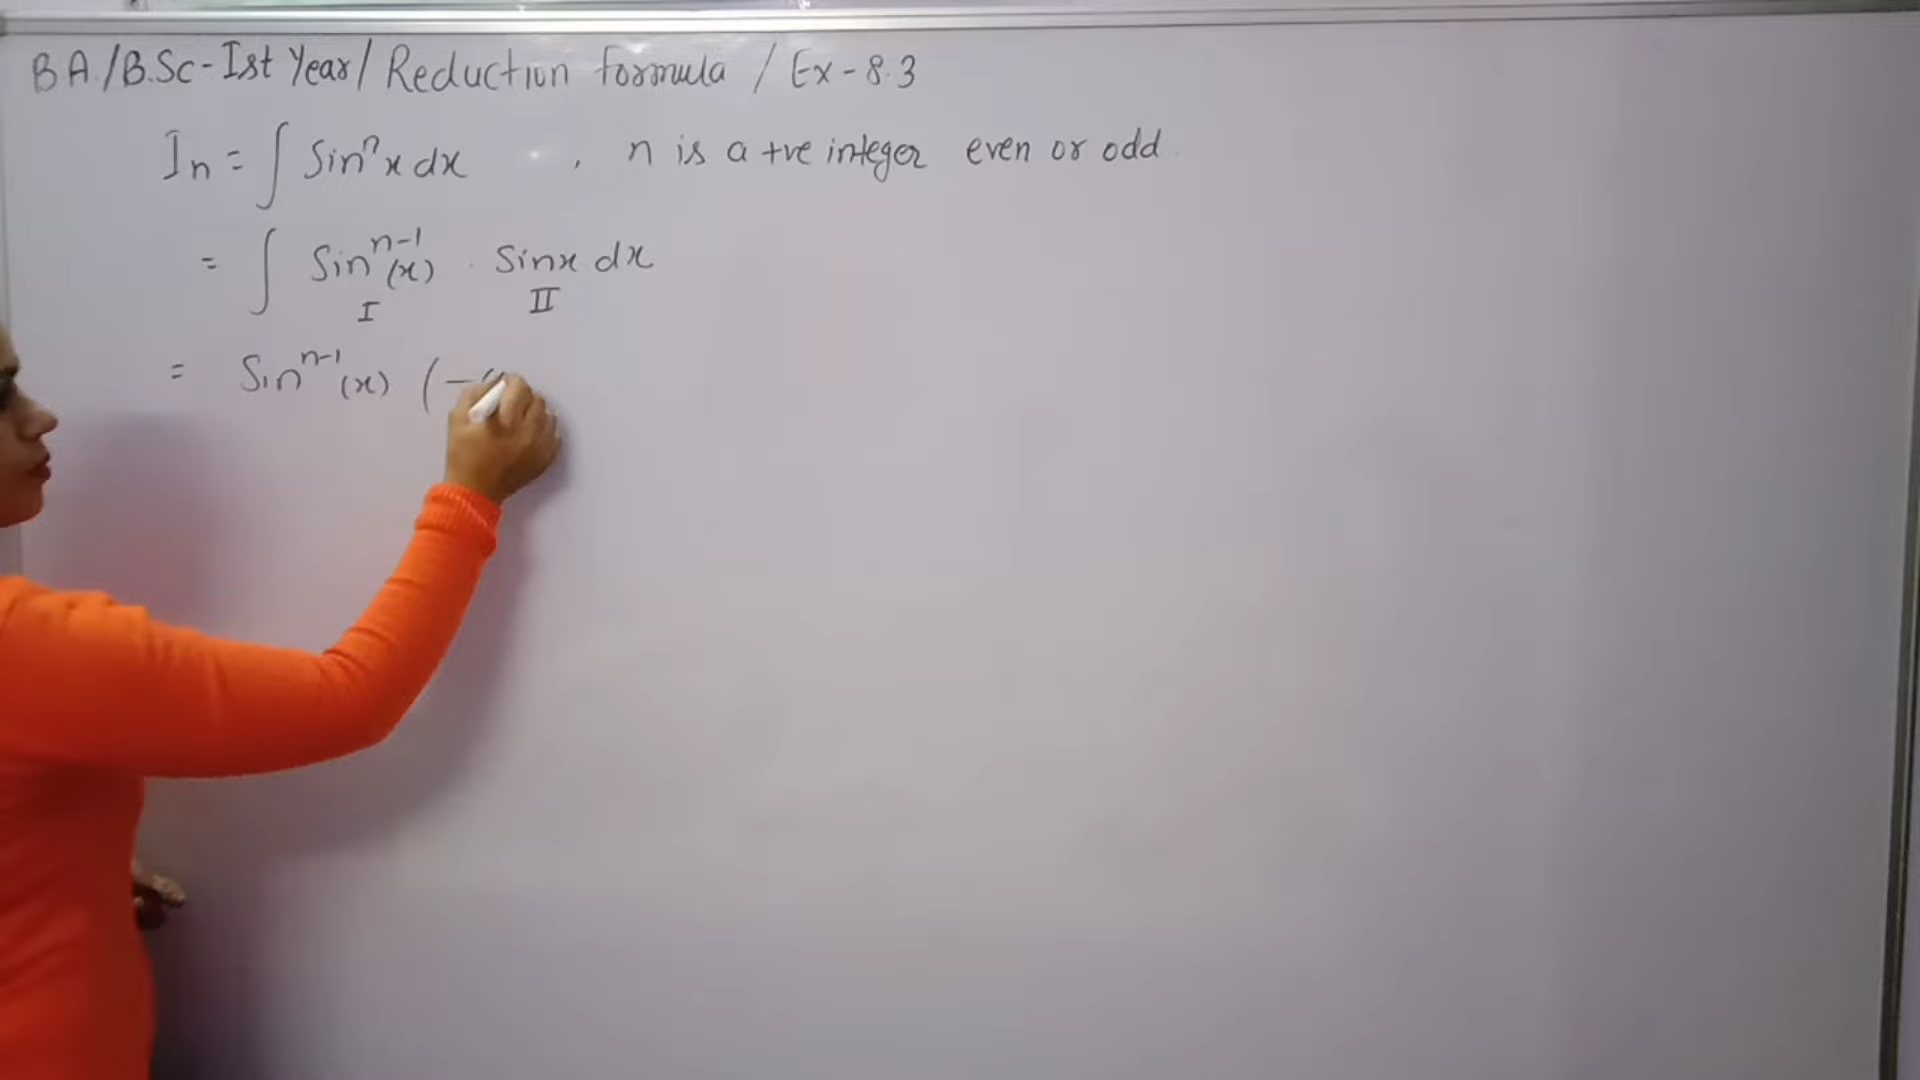 B A./B.Sc - Ist Year/ Reduction formula / Ex - 8.3
Iₙ = ∫ Sinⁿ x dx , n is a +ve integer even or odd
= ∫ Sinⁿ⁻¹(x) . Sinx dx
I II
= Sinⁿ⁻¹(x) (-